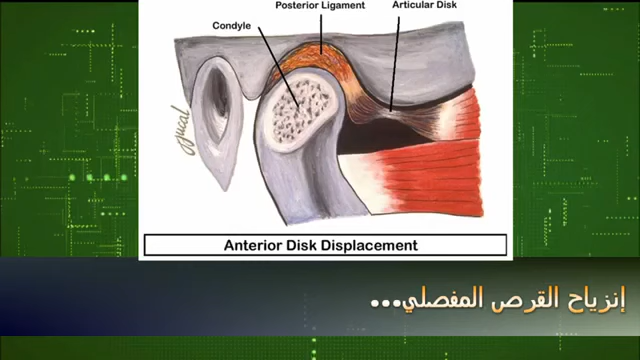 Posterior Ligament
Articular Disk
Condyle
Anterior Disk Displacement
إنزياح القرص المفصلي...